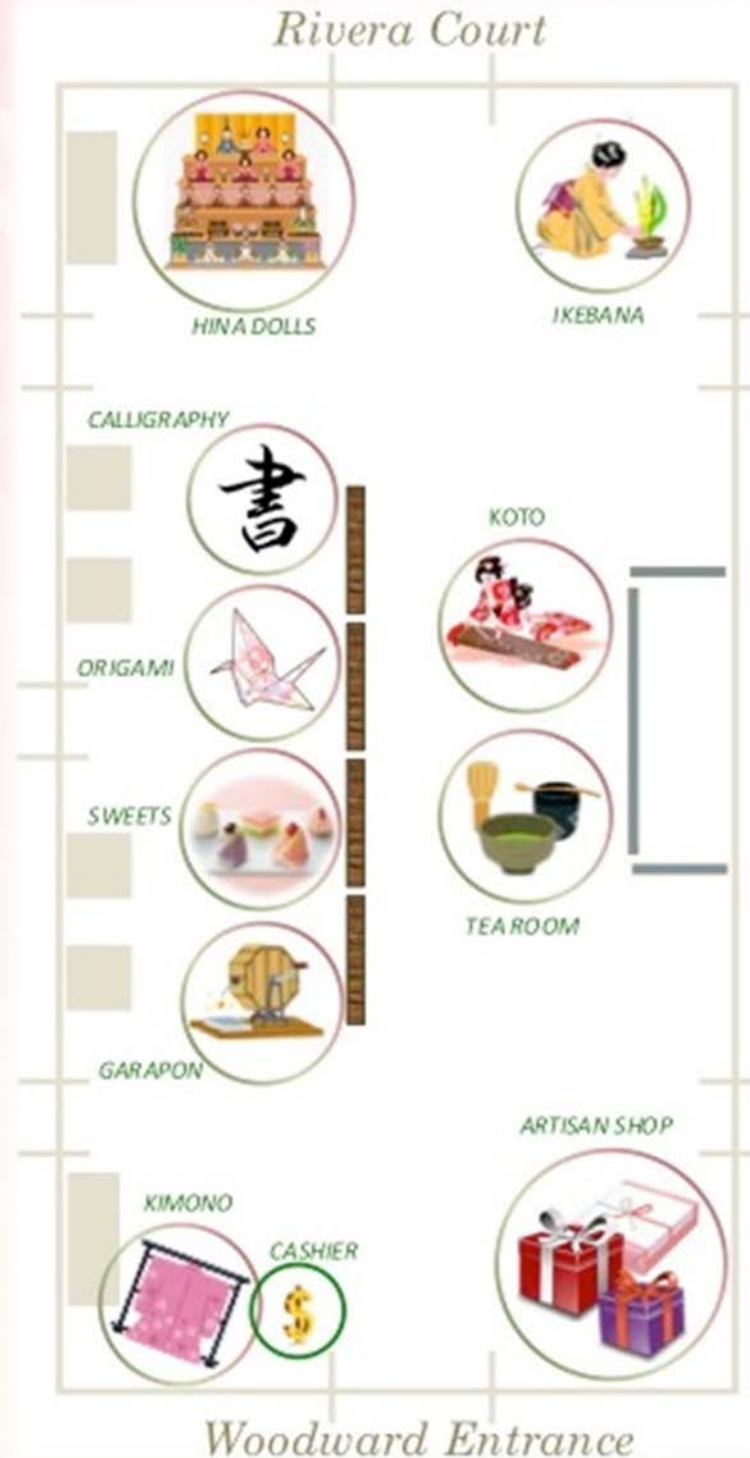 Rivera Court
HINA DOLLS
IKEBANA
CALLIGRAPHY
書
KOTO
ORIGAMI
SWEETS
TEA ROOM
GARAPON
ARTISAN SHOP
KIMONO
CASHIER
$
Woodward Entrance